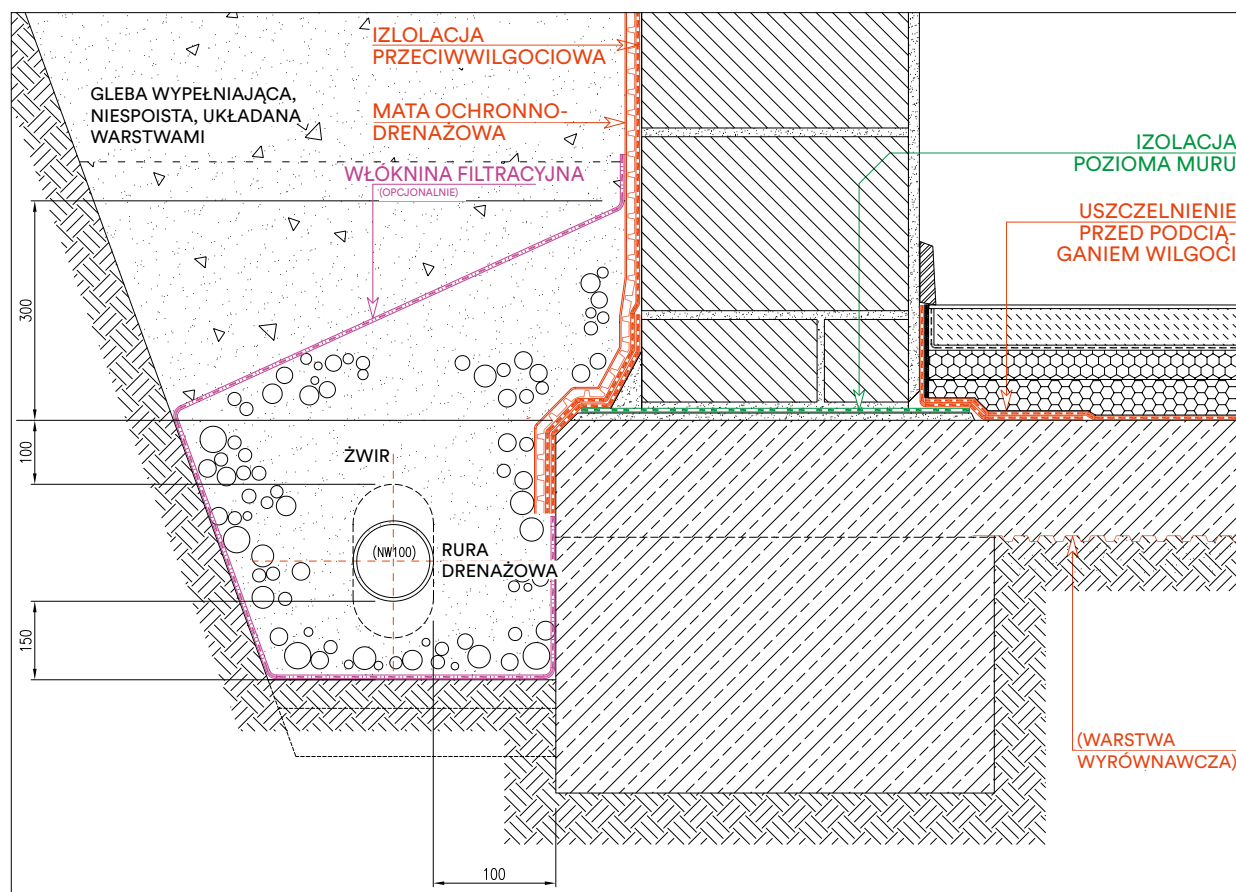 IZLOLACJA
PRZECIWWILGOCIOWA
GLEBA WYPEŁNIAJĄCA,
NIESPOISTA, UKŁADANA
WARSTWAMI
MATA OCHRONNO-
DRENAŻOWA
WŁÓKNINA FILTRACYJNA
(OPCJONALNIE)
IZOLACJA
POZIOMA MURU
USZCZELNIENIE
PRZED PODCIĄ-
GANIEM WILGOCI
300
100
150
ŻWIR
(NW100)
RURA
DRENAŻOWA
(WARSTWA
WYRÓWNAWCZA)
100